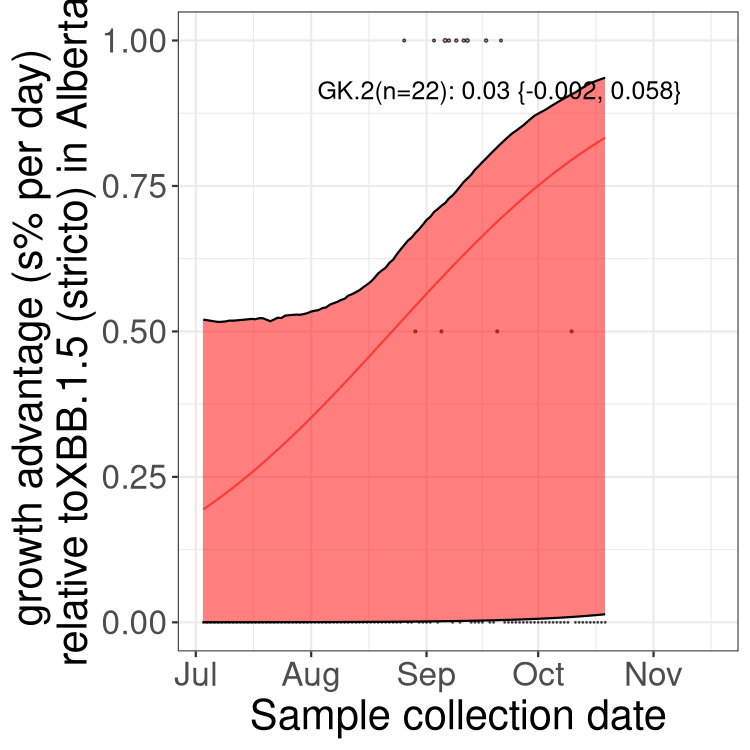 growth advantage (s% per day)
relative toXBB.1.5 (stricto) in Alberta
1.00
0.75
0.50
0.25
0.00
GK.2(n=22): 0.03 {-0.002, 0.058}
Jul Aug Sep Oct Nov
Sample collection date